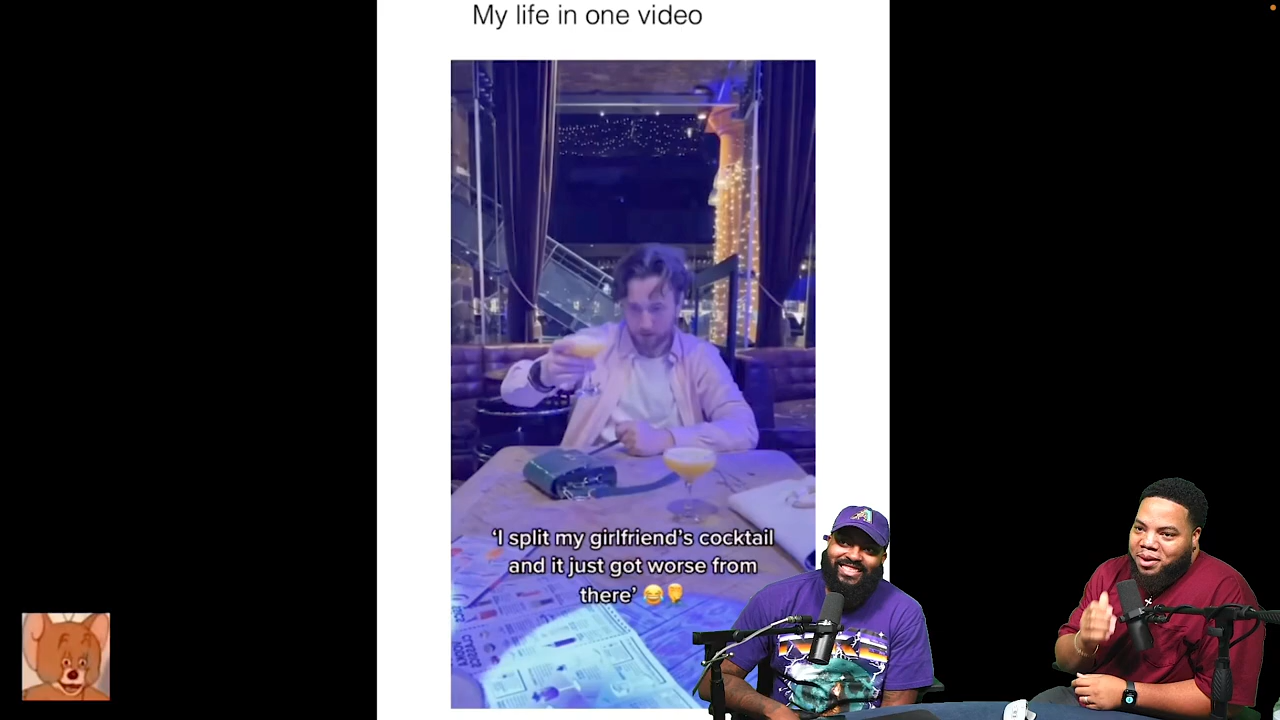 My life in one video
‘I split my girlfriend's cocktail
and it just got worse from
there’ 😂🤦‍♂️